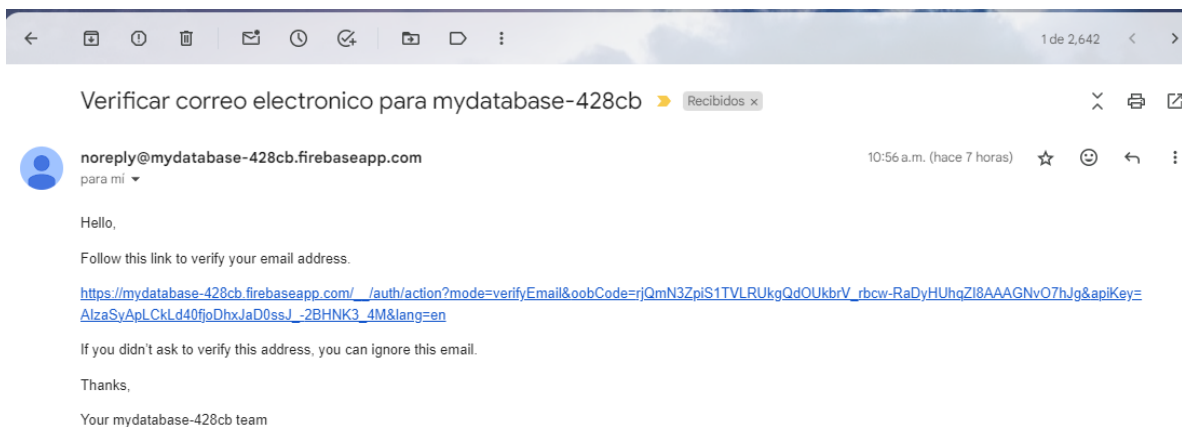 1 de 2,642
Verificar correo electronico para mydatabase-428cb Recibidos x
noreply@mydatabase-428cb.firebaseapp.com 10:56 a.m. (hace 7 horas)
para mí
Hello,
Follow this link to verify your email address.
https://mydatabase-428cb.firebaseapp.com/__/auth/action?mode=verifyEmail&oobCode=rjQmN3ZpiS1TVLRUkgQdOUkbrV_rbcw-RaDyHUhqZI8AAAGNvO7hJg&apiKey=
AIzaSyApLCkLd40fjoDhxJaD0ssJ_-2BHNK3_4M&lang=en
If you didn't ask to verify this address, you can ignore this email.
Thanks,
Your mydatabase-428cb team